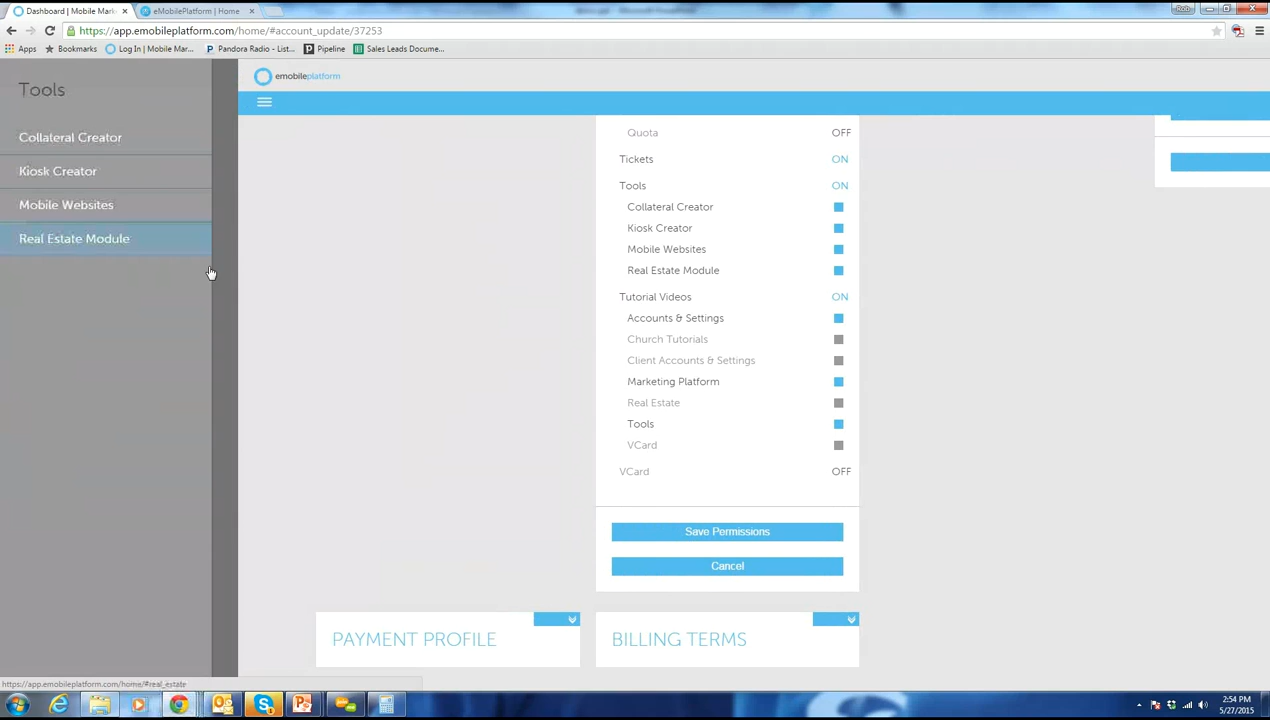 Dashboard | Mobile Mark
eMobilePlatform | Home
Rob
https://app.emobileplatform.com/home/#account_update/37253
Apps
Bookmarks
Log In | Mobile Mar...
Pandora Radio - List...
Pipeline
Sales Leads Docume...
Tools
Collateral Creator
Kiosk Creator
Mobile Websites
Real Estate Module
emobileplatform
Quota OFF
Tickets ON
Tools ON
Collateral Creator
Kiosk Creator
Mobile Websites
Real Estate Module
Tutorial Videos ON
Accounts & Settings
Church Tutorials
Client Accounts & Settings
Marketing Platform
Real Estate
Tools
VCard
VCard OFF
Save Permissions
Cancel
PAYMENT PROFILE
BILLING TERMS
https://app.emobileplatform.com/home/#real_estate
2:54 PM
5/27/2015